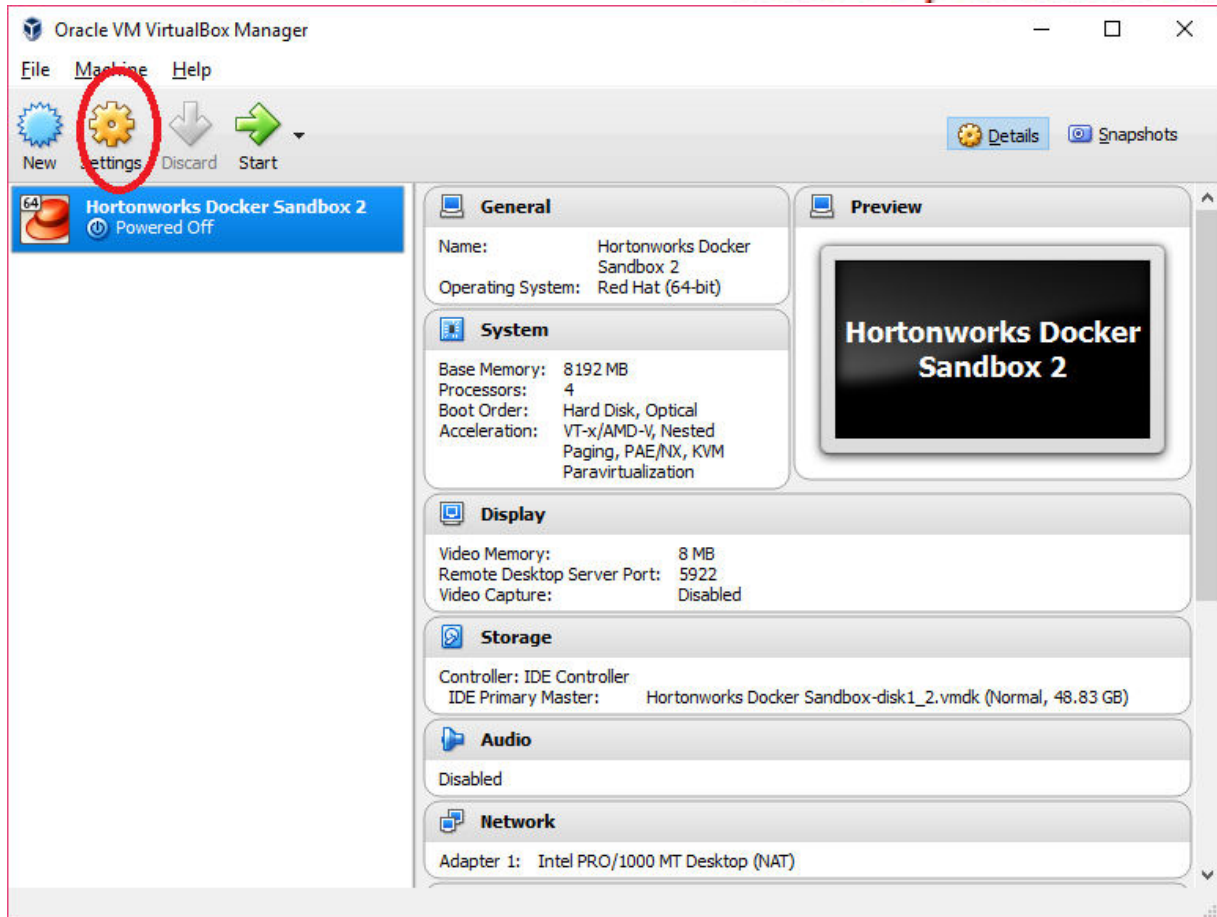 Oracle VM VirtualBox Manager
File Machine Help
New Settings Discard Start
Details Snapshots
64
Hortonworks Docker Sandbox 2
Powered Off
General
Name: Hortonworks Docker
Sandbox 2
Operating System: Red Hat (64-bit)
Preview
Hortonworks Docker
Sandbox 2
System
Base Memory: 8192 MB
Processors: 4
Boot Order: Hard Disk, Optical
Acceleration: VT-x/AMD-V, Nested
Paging, PAE/NX, KVM
Paravirtualization
Display
Video Memory: 8 MB
Remote Desktop Server Port: 5922
Video Capture: Disabled
Storage
Controller: IDE Controller
IDE Primary Master: Hortonworks Docker Sandbox-disk1_2.vmdk (Normal, 48.83 GB)
Audio
Disabled
Network
Adapter 1: Intel PRO/1000 MT Desktop (NAT)